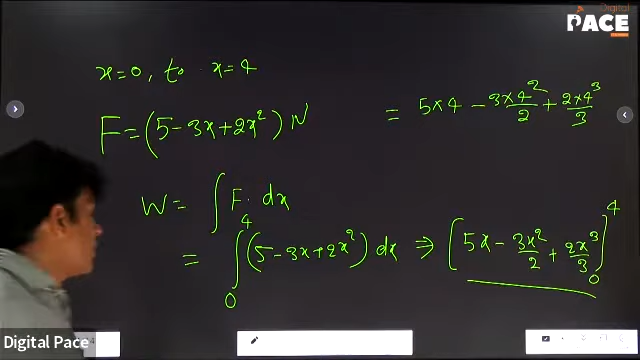 Digital
PACE
x=0, to x=4
F=(5-3x+2x²) N
= 5×4 - 3×4²/2 + 2×4³/3
W = ∫ F. dx
= ∫₀⁴ (5-3x+2x²) dx ⇒ [5x - 3x²/2 + 2x³/3]₀⁴
Digital Pace